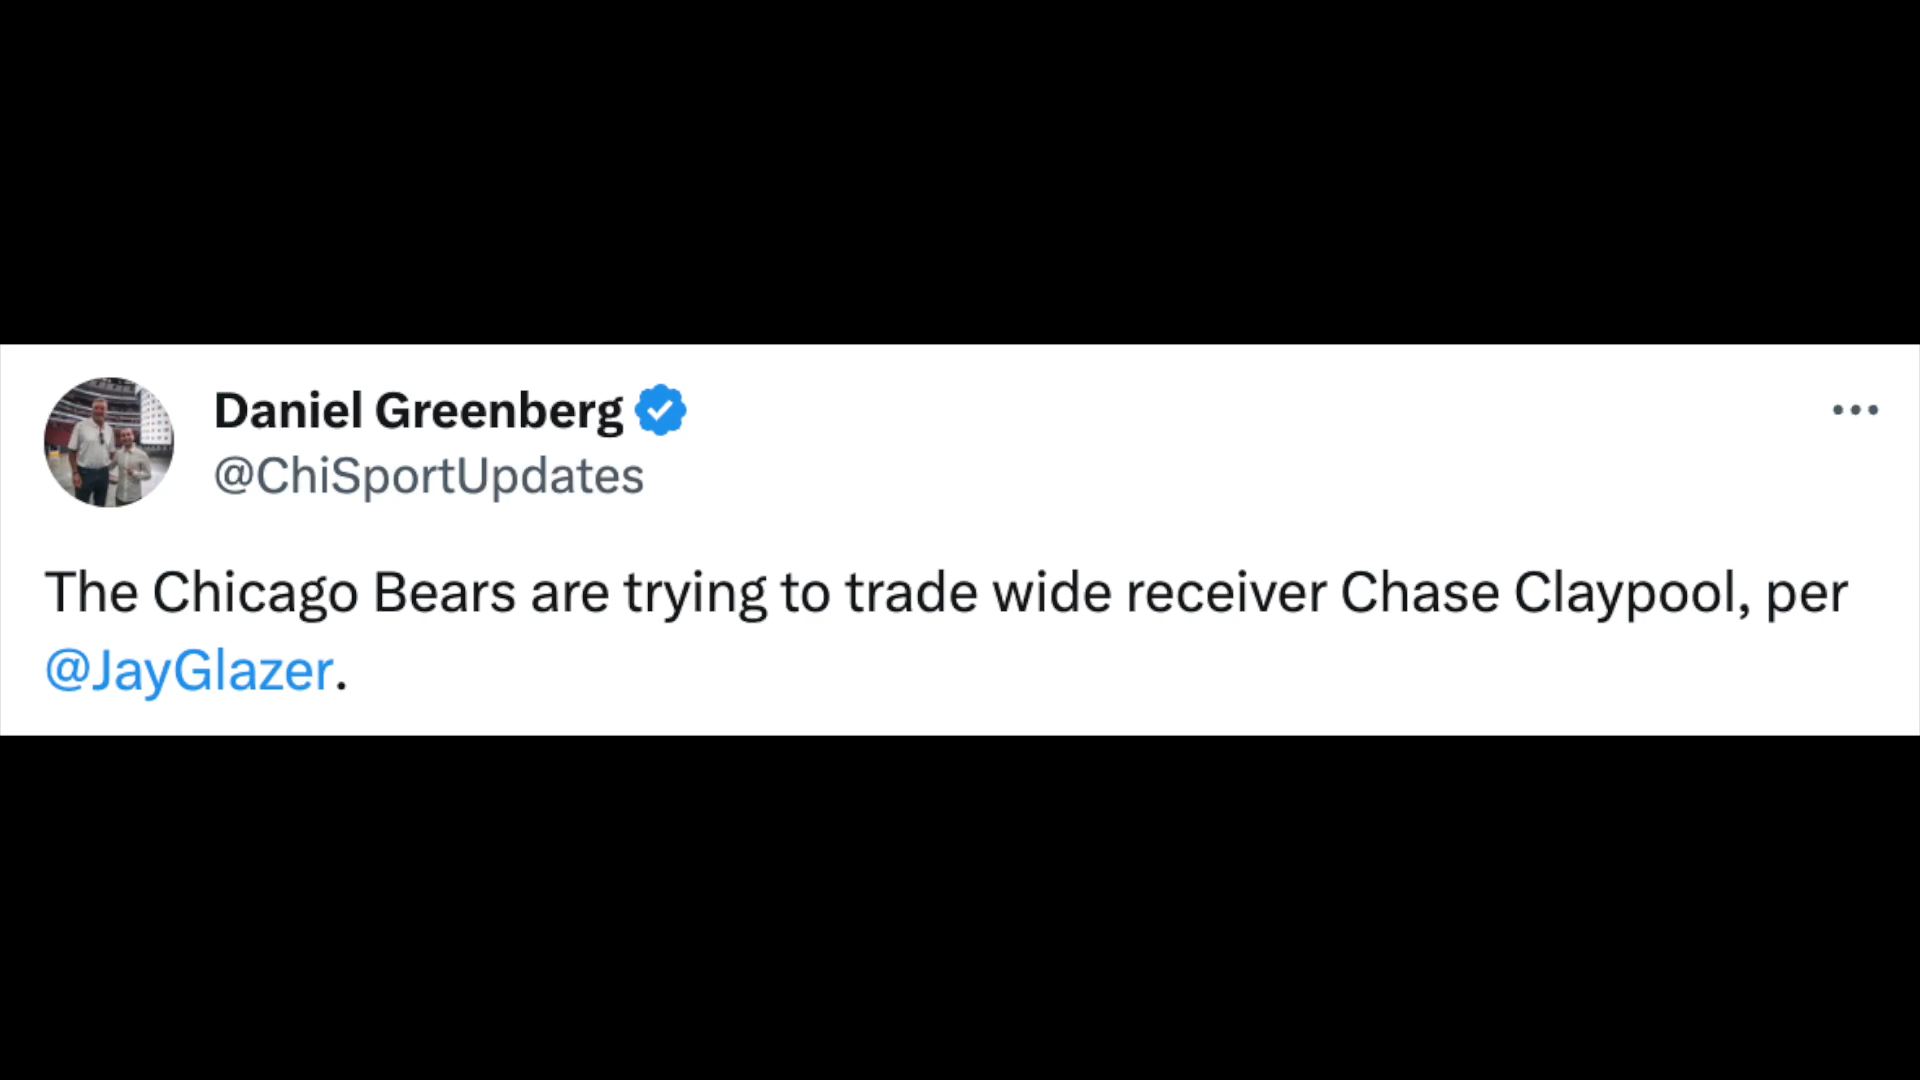 Daniel Greenberg
@ChiSportUpdates
The Chicago Bears are trying to trade wide receiver Chase Claypool, per
@JayGlazer.